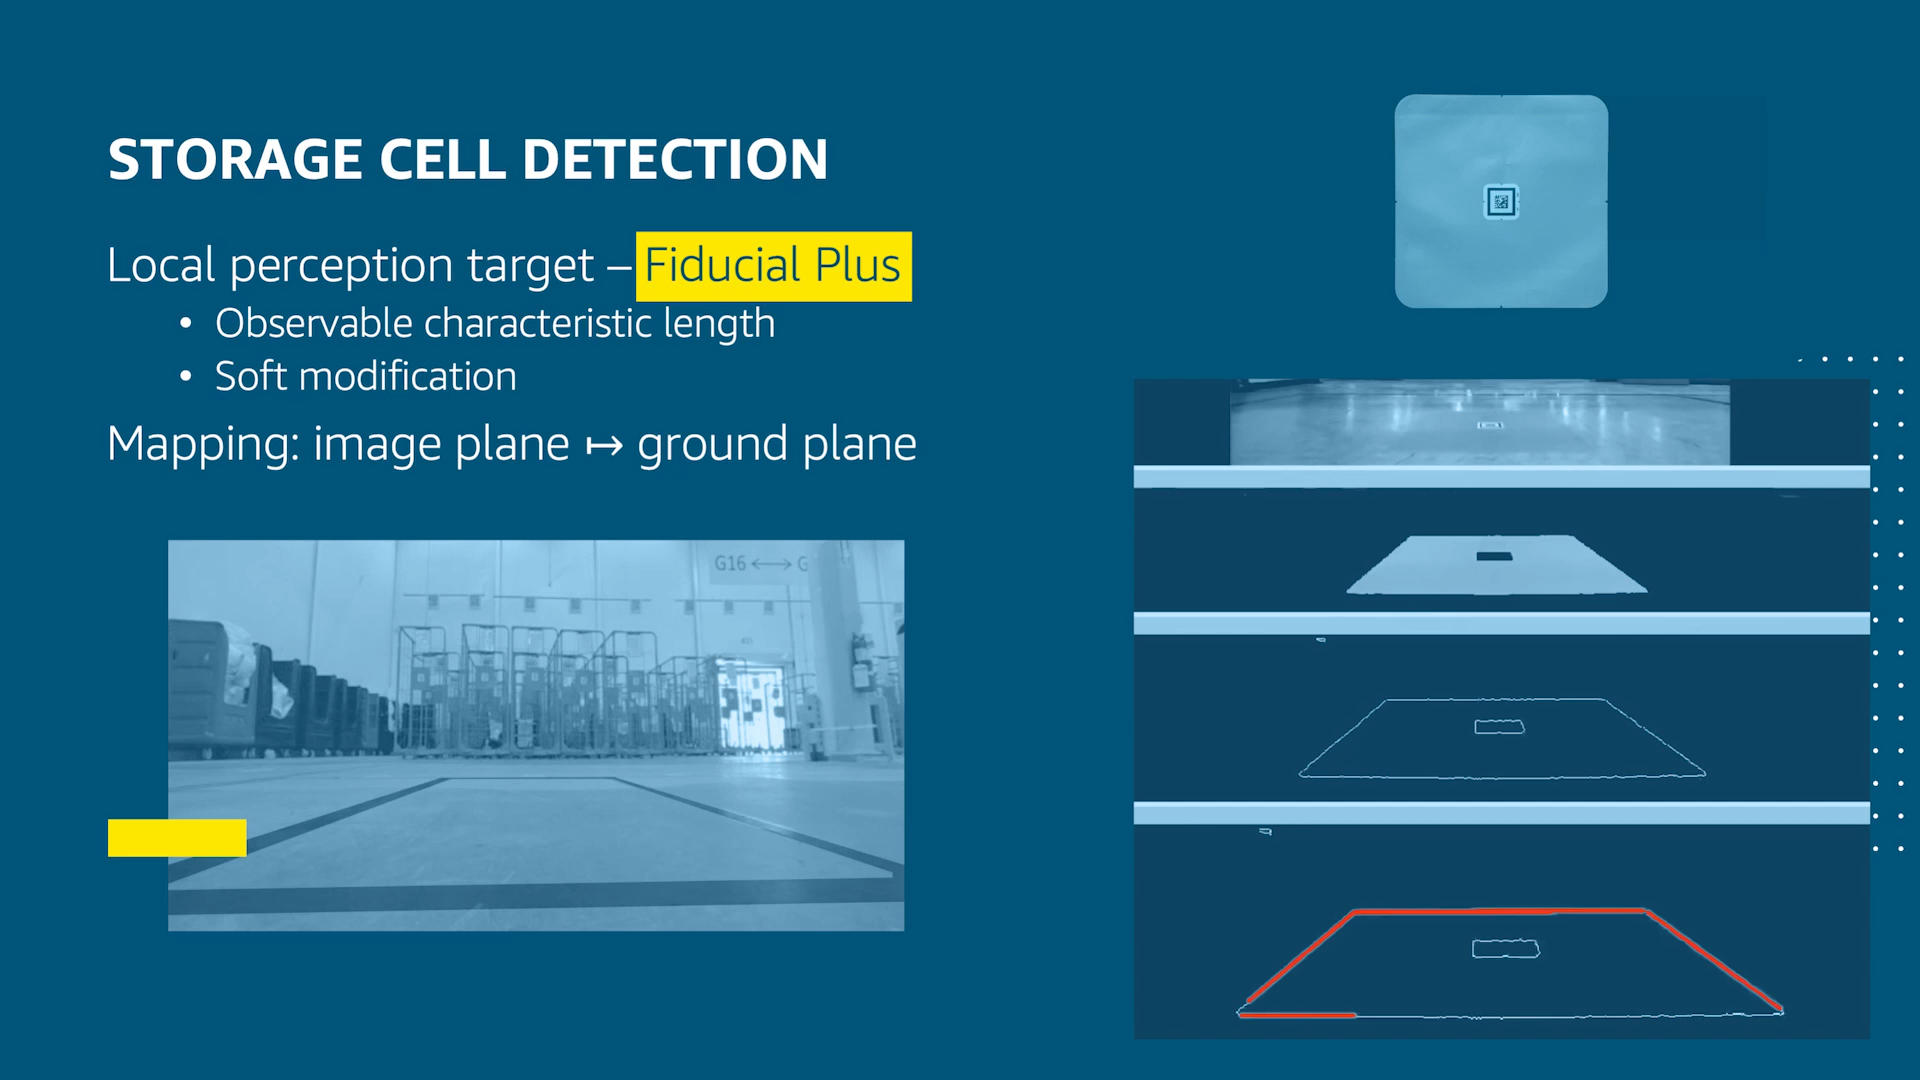 STORAGE CELL DETECTION
Local perception target – Fiducial Plus
• Observable characteristic length
• Soft modification
Mapping: image plane ↦ ground plane
G16 ⟷ G